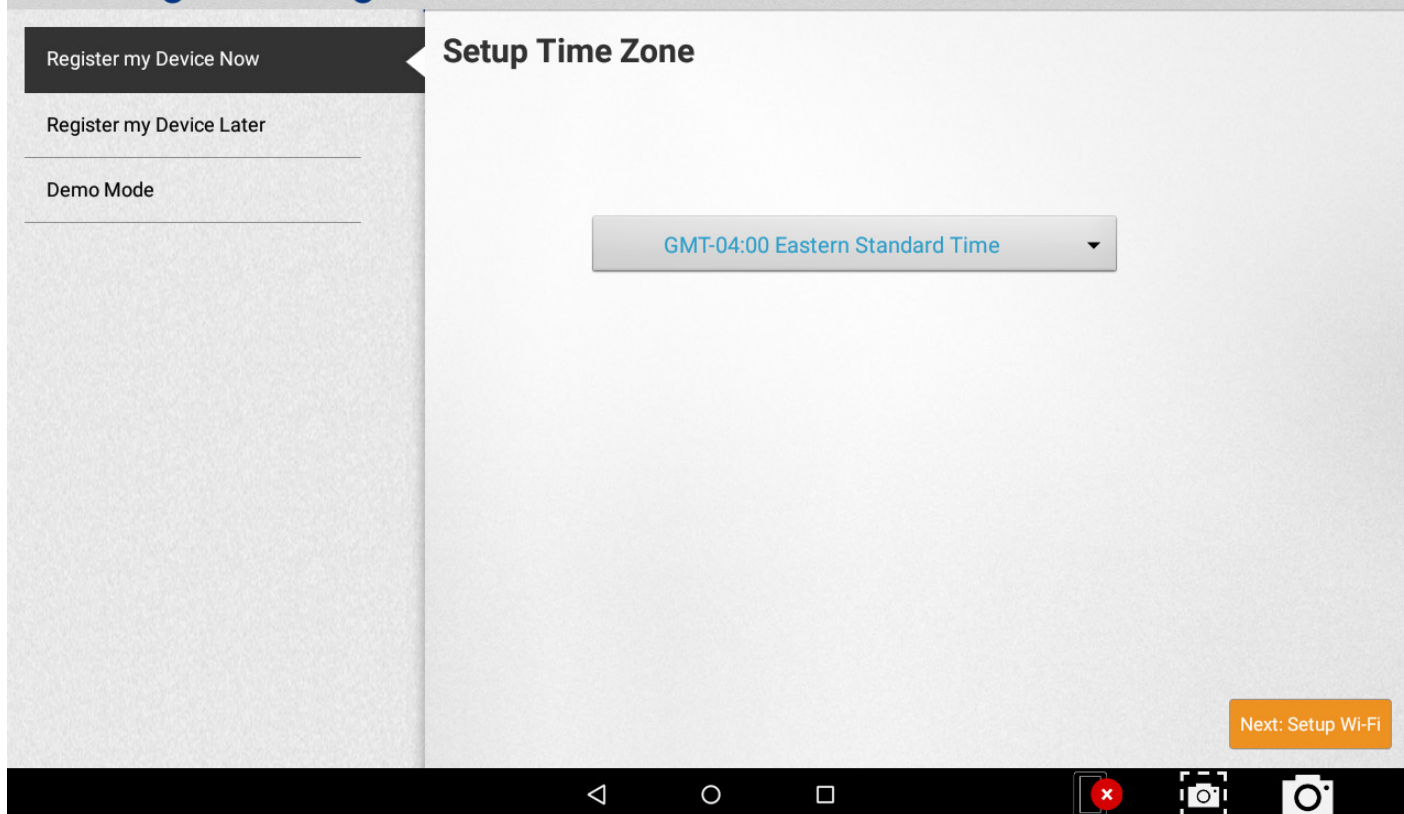 Register my Device Now
Register my Device Later
Demo Mode
Setup Time Zone
GMT-04:00 Eastern Standard Time
Next: Setup Wi-Fi